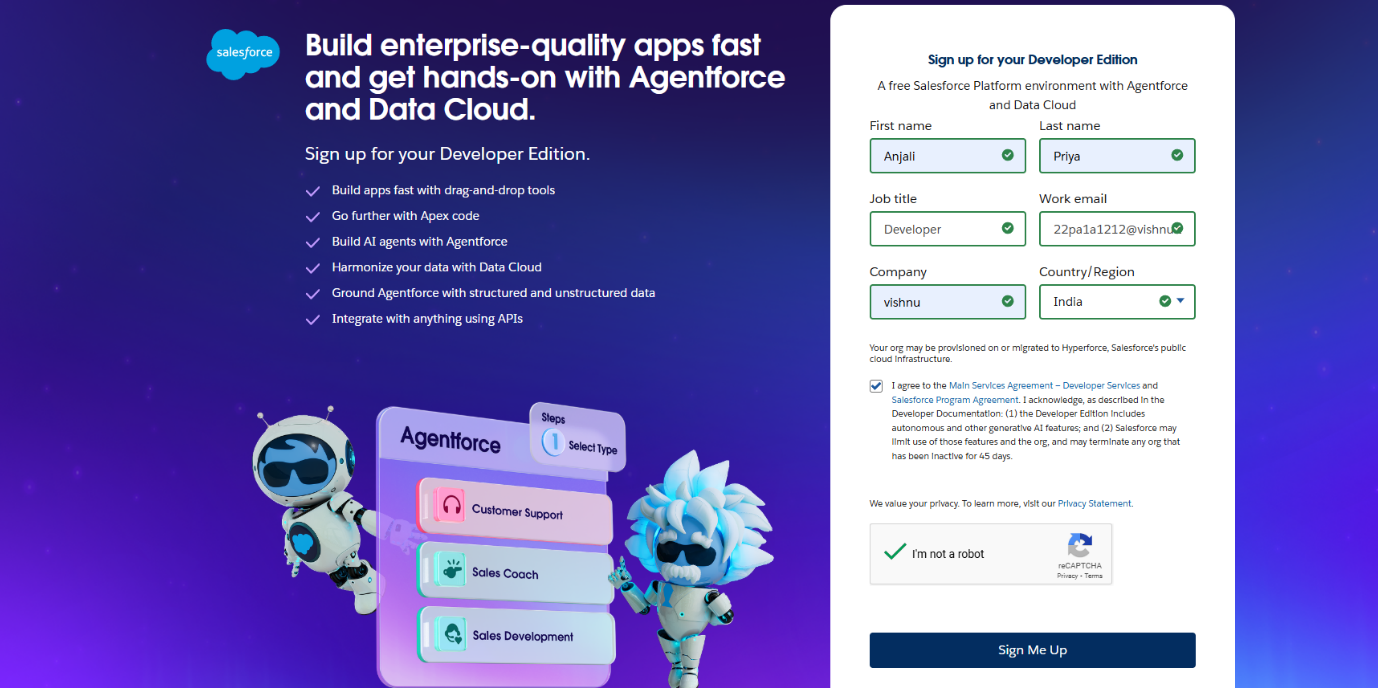 salesforce
Build enterprise-quality apps fast
and get hands-on with Agentforce
and Data Cloud.
Sign up for your Developer Edition.
Build apps fast with drag-and-drop tools
Go further with Apex code
Build AI agents with Agentforce
Harmonize your data with Data Cloud
Ground Agentforce with structured and unstructured data
Integrate with anything using APIs
Agentforce
Steps
1 Select Type
Customer Support
Sales Coach
Sales Development
Sign up for your Developer Edition
A free Salesforce Platform environment with Agentforce
and Data Cloud
First name Last name
Anjali Priya
Job title Work email
Developer 22pa1a1212@vishnu
Company Country/Region
vishnu India
Your org may be provisioned on or migrated to Hyperforce, Salesforce's public
cloud infrastructure.
I agree to the Main Services Agreement – Developer Services and
Salesforce Program Agreement. I acknowledge, as described in the
Developer Documentation: (1) the Developer Edition includes
autonomous and other generative AI features; and (2) Salesforce may
limit use of those features and the org, and may terminate any org that
has been inactive for 45 days.
We value your privacy. To learn more, visit our Privacy Statement.
I'm not a robot
reCAPTCHA
Privacy - Terms
Sign Me Up